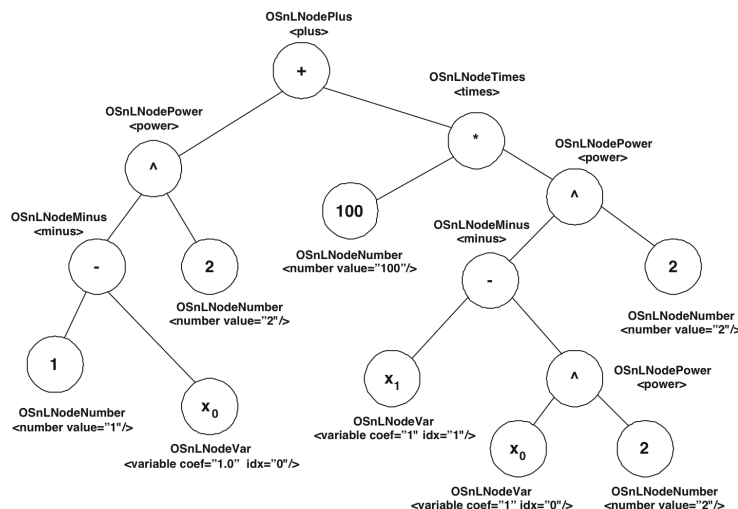 OSnLNodePlus
<plus>
+
OSnLNodeTimes
<times>
*
OSnLNodePower
<power>
^
OSnLNodePower
<power>
^
100
OSnLNodeNumber
<number value="100"/>
OSnLNodeMinus
<minus>
-
2
OSnLNodeNumber
<number value="2"/>
OSnLNodeMinus
<minus>
-
2
OSnLNodeNumber
<number value="2"/>
1
OSnLNodeNumber
<number value="1"/>
x0
OSnLNodeVar
<variable coef="1.0" idx="0"/>
x1
OSnLNodeVar
<variable coef="1" idx="1"/>
^
OSnLNodePower
<power>
x0
OSnLNodeVar
<variable coef="1" idx="0"/>
2
OSnLNodeNumber
<number value="2"/>